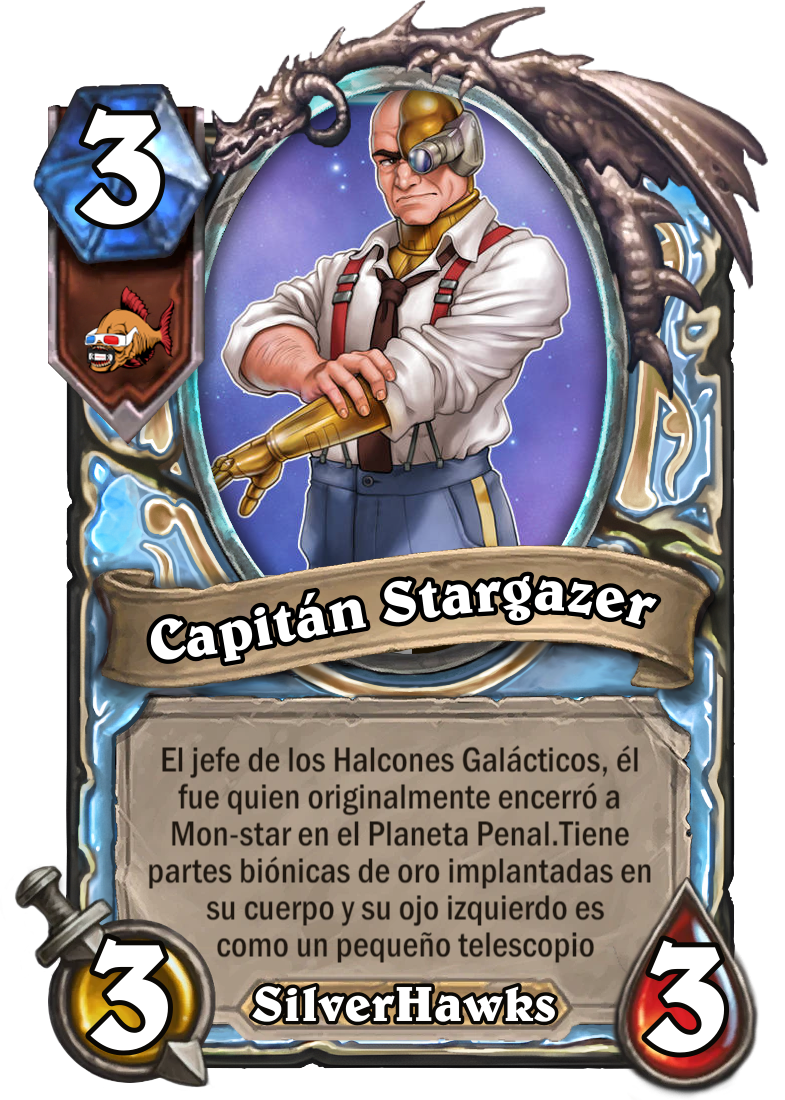 3
Capitán Stargazer
El jefe de los Halcones Galácticos, él
fue quien originalmente encerró a
Mon-star en el Planeta Penal.Tiene
partes biónicas de oro implantadas en
su cuerpo y su ojo izquierdo es
como un pequeño telescopio
3
SilverHawks
3